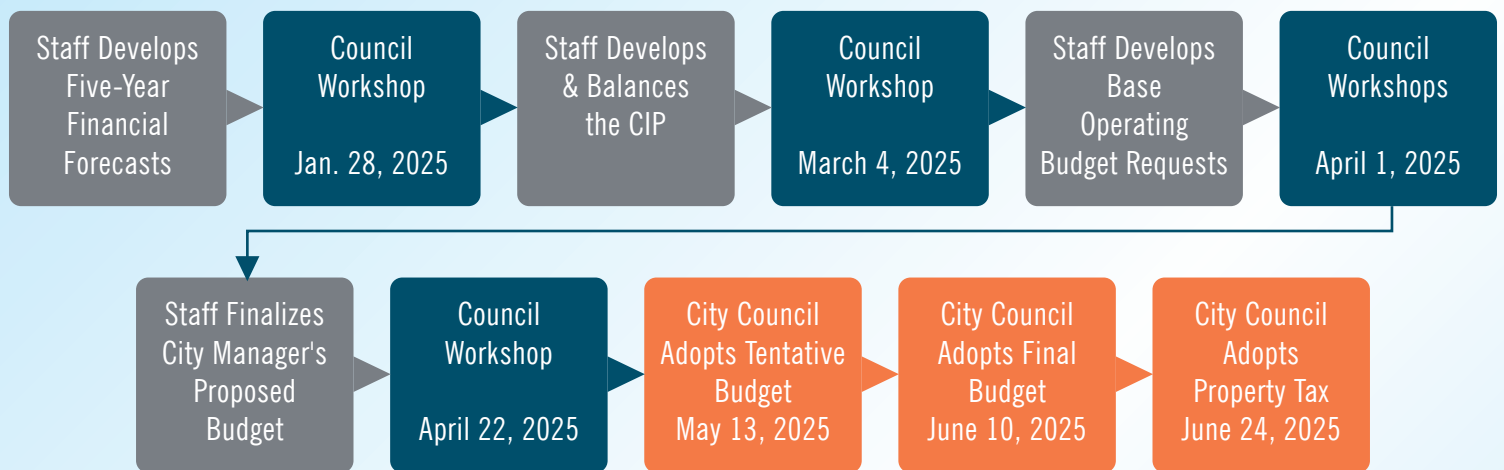 Staff Develops
Five-Year
Financial
Forecasts
Council
Workshop
Jan. 28, 2025
Staff Develops
& Balances
the CIP
Council
Workshop
March 4, 2025
Staff Develops
Base
Operating
Budget Requests
Council
Workshops
April 1, 2025
Staff Finalizes
City Manager's
Proposed
Budget
Council
Workshop
April 22, 2025
City Council
Adopts Tentative
Budget
May 13, 2025
City Council
Adopts Final
Budget
June 10, 2025
City Council
Adopts
Property Tax
June 24, 2025